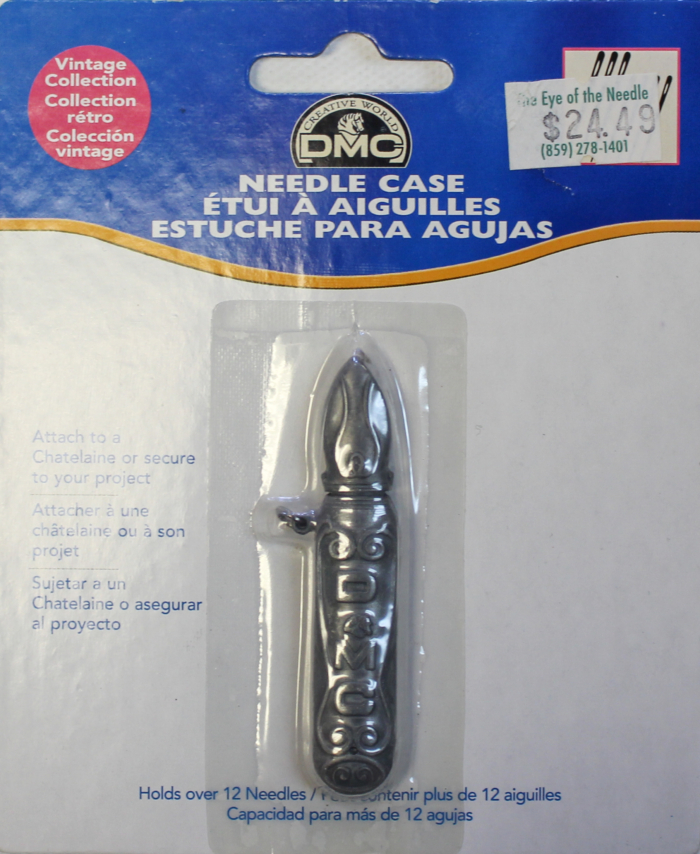 Vintage
Collection
Collection
rétro
Colección
vintage
CREATIVE WORLD
DMC
Eye of the Needle
$24.49
(859) 278-1401
NEEDLE CASE
ÉTUI À AIGUILLES
ESTUCHE PARA AGUJAS
Attach to a
Chatelaine or secure
to your project
Attacher à une
châtelaine ou à son
projet
Sujetar a un
Chatelaine o asegurar
al proyecto
D
M
C
Holds over 12 Needles / contenir plus de 12 aiguilles
Capacidad para más de 12 agujas